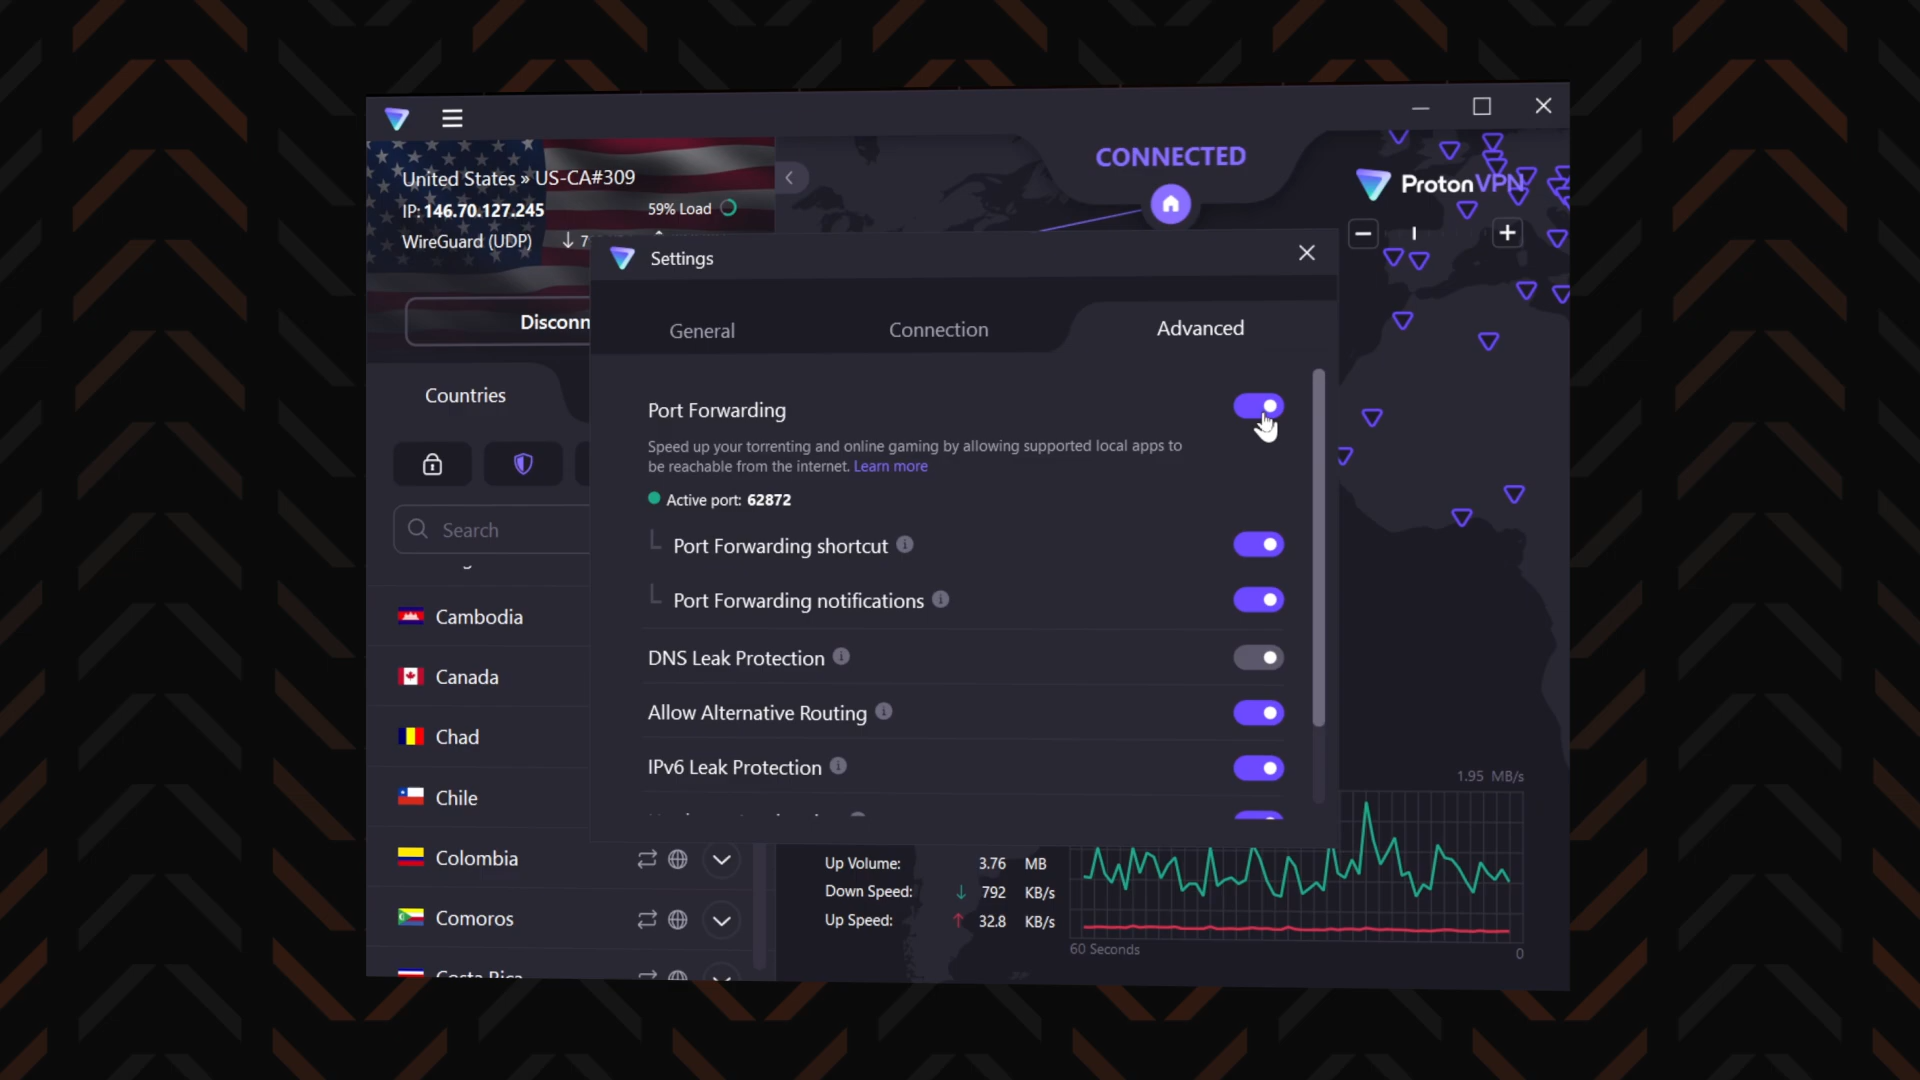 CONNECTED
United States » US-CA#309
IP: 146.70.127.245
59% Load
WireGuard (UDP)
ProtonVPN
Settings
Disconn
General
Connection
Advanced
Countries
Port Forwarding
Speed up your torrenting and online gaming by allowing supported local apps to
be reachable from the internet. Learn more
Active port: 62872
Search
Port Forwarding shortcut
Port Forwarding notifications
Cambodia
DNS Leak Protection
Canada
Allow Alternative Routing
Chad
IPv6 Leak Protection
1.95 MB/s
Chile
Colombia
Up Volume: 3.76 MB
Down Speed: ↓ 792 KB/s
Comoros
Up Speed: ↑ 32.8 KB/s
60 Seconds
0
Costa Rica